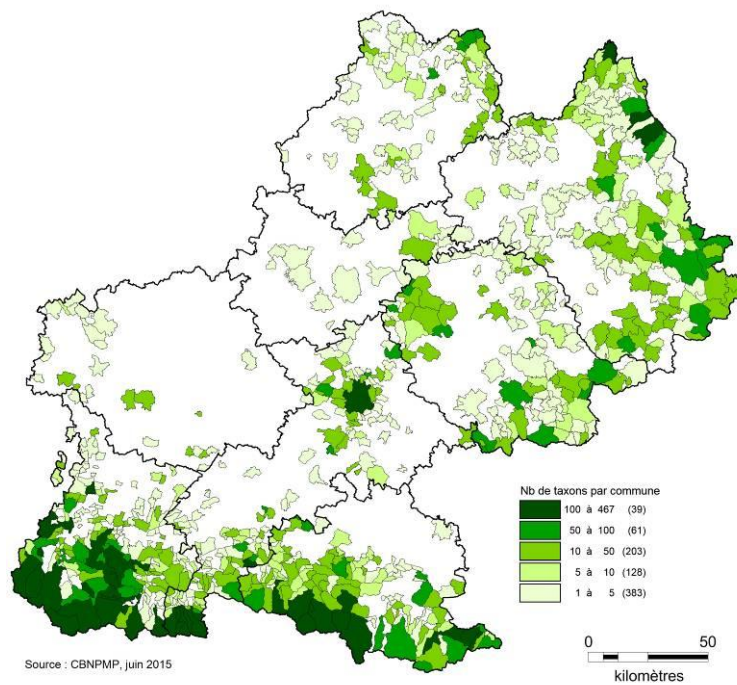 Nb de taxons par commune
100 à 467 (39)
50 à 100 (61)
10 à 50 (203)
5 à 10 (128)
1 à 5 (383)
0 50
kilomètres
Source : CBNPMP, juin 2015